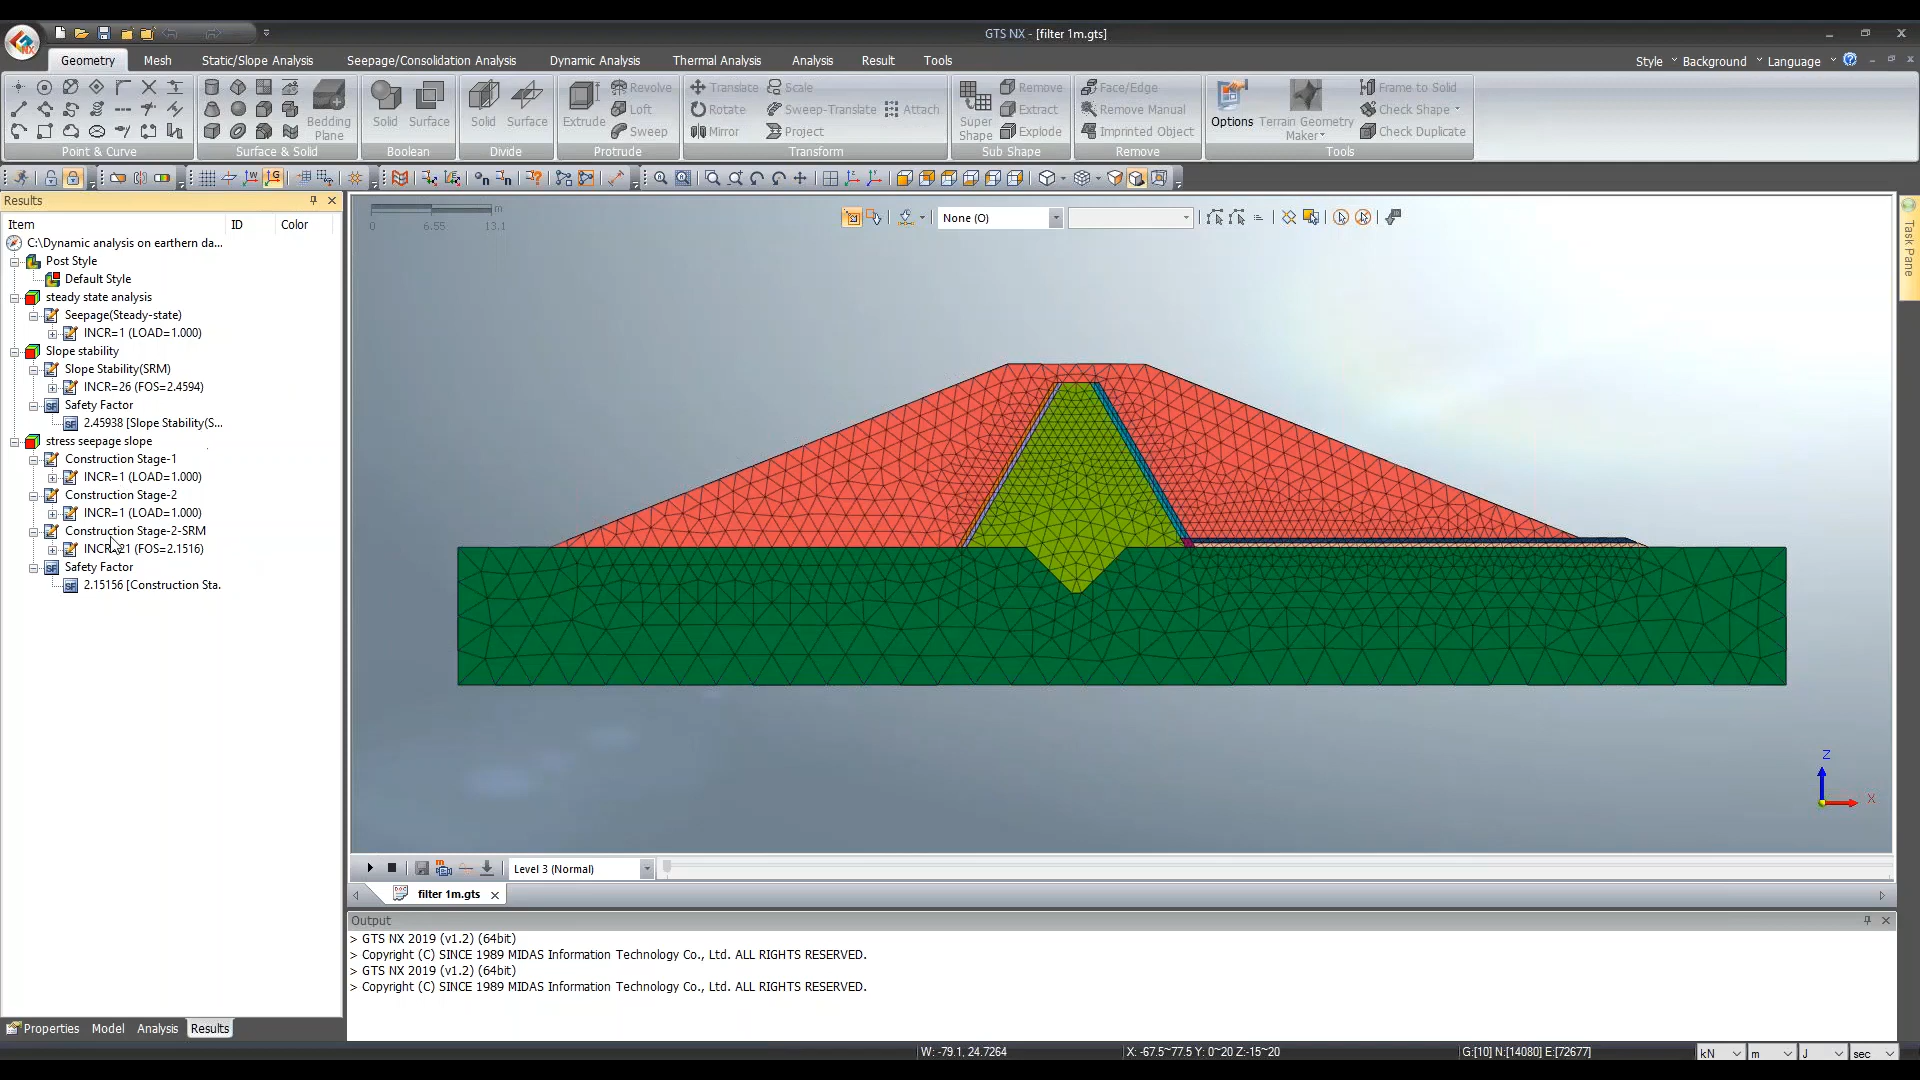 GTS NX - [filter 1m.gts]
Geometry Mesh Static/Slope Analysis Seepage/Consolidation Analysis Dynamic Analysis Thermal Analysis Analysis Result Tools
Style Background Language
Bedding Plane
Point & Curve
Surface & Solid
Solid Surface
Boolean
Solid Surface
Divide
Extrude Revolve Loft Sweep
Protrude
Translate Scale
Rotate Sweep-Translate Attach
Mirror Project
Transform
Super Shape Remove Extract Explode
Sub Shape
Face/Edge
Remove Manual
Imprinted Object
Remove
Options Terrain Geometry Maker
Frame to Solid
Check Shape
Check Duplicate
Tools
Results
Item ID Color
C:\Dynamic analysis on earthern da...
Post Style
Default Style
steady state analysis
Seepage(Steady-state)
INCR=1 (LOAD=1.000)
Slope stability
Slope Stability(SRM)
INCR=26 (FOS=2.4594)
Safety Factor
2.45938 [Slope Stability(S...
stress seepage slope
Construction Stage-1
INCR=1 (LOAD=1.000)
Construction Stage-2
INCR=1 (LOAD=1.000)
Construction Stage-2-SRM
INCR=21 (FOS=2.1516)
Safety Factor
2.15156 [Construction Sta.
Properties Model Analysis Results
m
0 6.55 13.1
None (O)
Z
X
Level 3 (Normal)
filter 1m.gts
Output
> GTS NX 2019 (v1.2) (64bit)
> Copyright (C) SINCE 1989 MIDAS Information Technology Co., Ltd. ALL RIGHTS RESERVED.
> GTS NX 2019 (v1.2) (64bit)
> Copyright (C) SINCE 1989 MIDAS Information Technology Co., Ltd. ALL RIGHTS RESERVED.
Task Pane
W: -79.1, 24.7264 X: -67.5~77.5 Y: 0~20 Z:-15~20 G:[10] N:[14080] E:[72677] kN m J sec